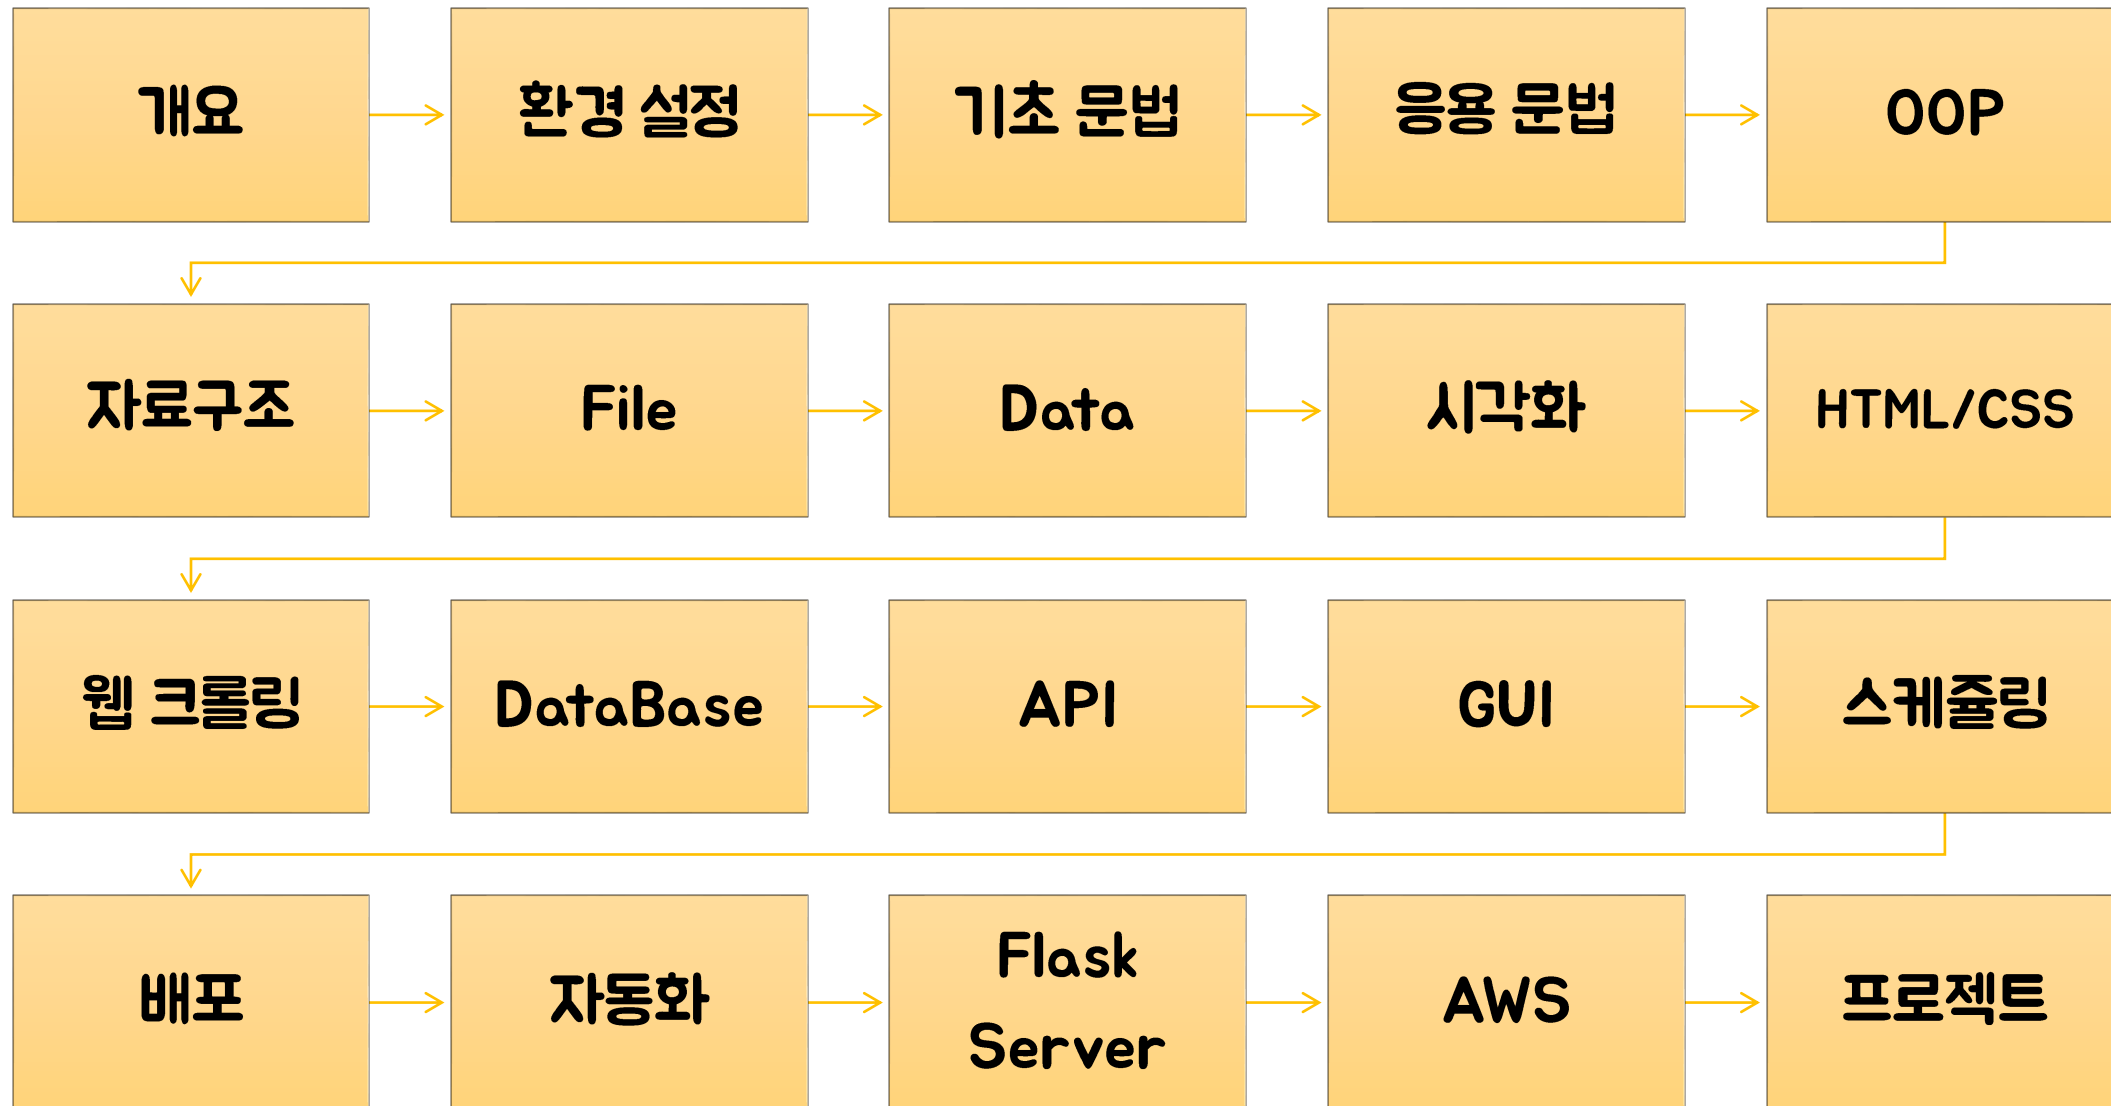 개요
환경 설정
기초 문법
응용 문법
OOP
자료구조
File
Data
시각화
HTML/CSS
웹 크롤링
DataBase
API
GUI
스케쥴링
배포
자동화
Flask
Server
AWS
프로젝트